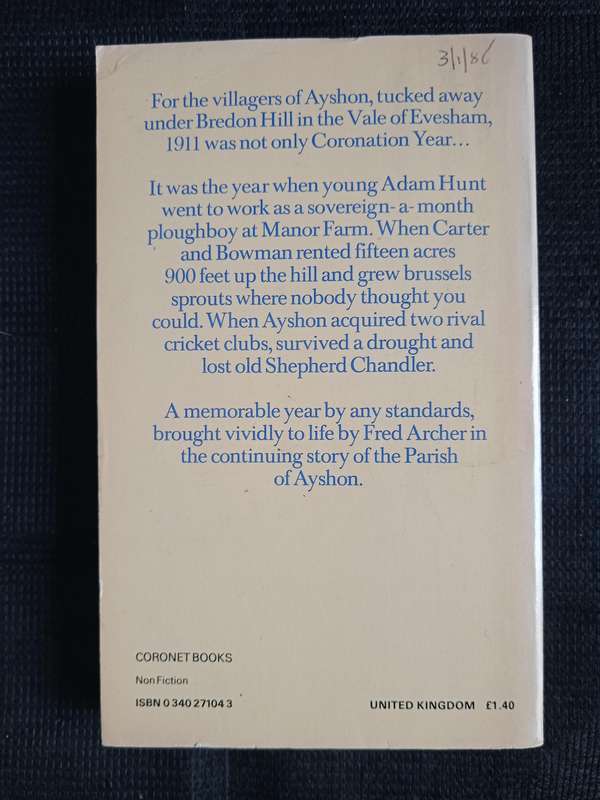 3/1/86
For the villagers of Ayshon, tucked away
under Bredon Hill in the Vale of Evesham,
1911 was not only Coronation Year...
It was the year when young Adam Hunt
went to work as a sovereign-a-month
ploughboy at Manor Farm. When Carter
and Bowman rented fifteen acres
900 feet up the hill and grew brussels
sprouts where nobody thought you
could. When Ayshon acquired two rival
cricket clubs, survived a drought and
lost old Shepherd Chandler.
A memorable year by any standards,
brought vividly to life by Fred Archer in
the continuing story of the Parish
of Ayshon.
CORONET BOOKS
Non Fiction
ISBN 0 340 27104 3
UNITED KINGDOM £1.40